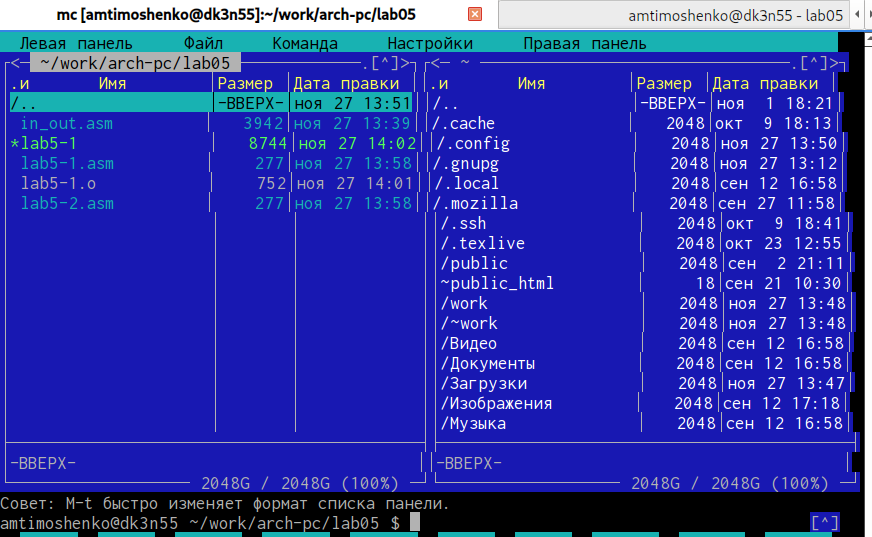 mc [amtimoshenko@dk3n55]:~/work/arch-pc/lab05
amtimoshenko@dk3n55 - lab05
Левая панель Файл Команда Настройки Правая панель
<- ~/work/arch-pc/lab05 .[^]> <- ~ .[^]>
.и Имя Размер Дата правки .и Имя Размер Дата правки
/.. -ВВЕРХ- ноя 27 13:51 /.. -ВВЕРХ- ноя 1 18:21
in_out.asm 3942 ноя 27 13:39 /.cache 2048 окт 9 18:13
*lab5-1 8744 ноя 27 14:02 /.config 2048 ноя 27 13:50
lab5-1.asm 277 ноя 27 13:58 /.gnupg 2048 ноя 27 13:12
lab5-1.o 752 ноя 27 14:01 /.local 2048 сен 12 16:58
lab5-2.asm 277 ноя 27 13:58 /.mozilla 2048 сен 27 11:58
/.ssh 2048 окт 9 18:41
/.texlive 2048 окт 23 12:55
/public 2048 сен 2 21:11
~public_html 18 сен 21 10:30
/work 2048 ноя 27 13:48
/~work 2048 ноя 27 13:48
/Видео 2048 сен 12 16:58
/Документы 2048 сен 12 16:58
/Загрузки 2048 ноя 27 13:47
/Изображения 2048 сен 12 17:18
/Музыка 2048 сен 12 16:58
-ВВЕРХ- -ВВЕРХ-
2048G / 2048G (100%) 2048G / 2048G (100%)
Совет: M-t быстро изменяет формат списка панели.
amtimoshenko@dk3n55 ~/work/arch-pc/lab05 $ [^]